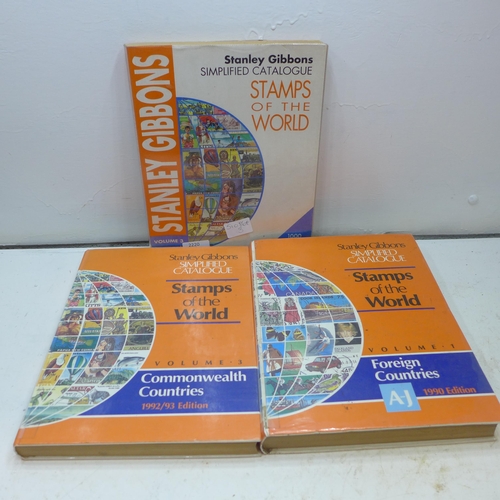 STANLEY GIBBONS
Stanley Gibbons
SIMPLIFIED CATALOGUE
STAMPS
OF THE
WORLD
VOLUME
Stanley Gibbons
SIMPLIFIED
CATALOGUE
Stamps
of the
World
VOLUME - 3
Commonwealth
Countries
1992/93 Edition
Stanley Gibbons
SIMPLIFIED
CATALOGUE
Stamps
of the
World
VOLUME - 1
Foreign
Countries
A-J
1990 Edition